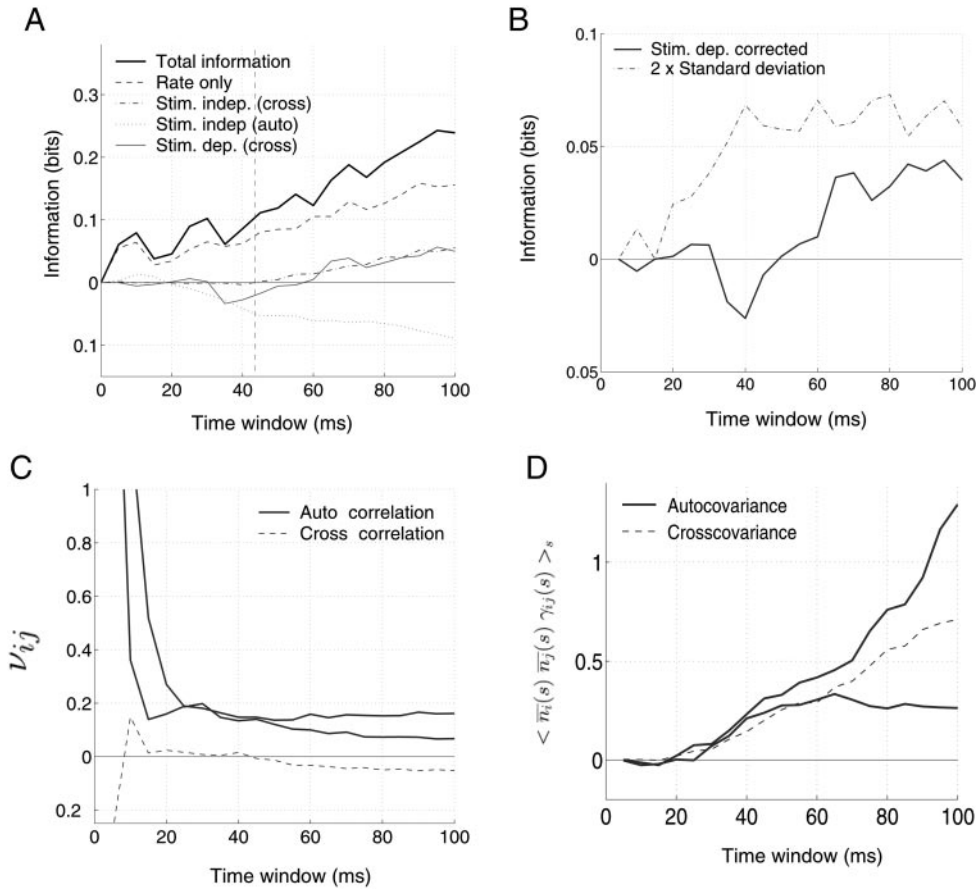 A
Total information
Rate only
Stim. indep. (cross)
Stim. indep (auto)
Stim. dep. (cross)
Information (bits)
0.3
0.2
0.1
0
0.1
0 20 40 60 80 100
Time window (ms)
B
Stim. dep. corrected
2 x Standard deviation
Information (bits)
0.1
0.05
0
0.05
0 20 40 60 80 100
Time window (ms)
C
Auto correlation
Cross correlation
νij
1
0.8
0.6
0.4
0.2
0
0.2
0 20 40 60 80 100
Time window (ms)
D
Autocovariance
Crosscovariance
< n̅i(s) n̅j(s) γij(s) >s
1
0.5
0
0 20 40 60 80 100
Time window (ms)